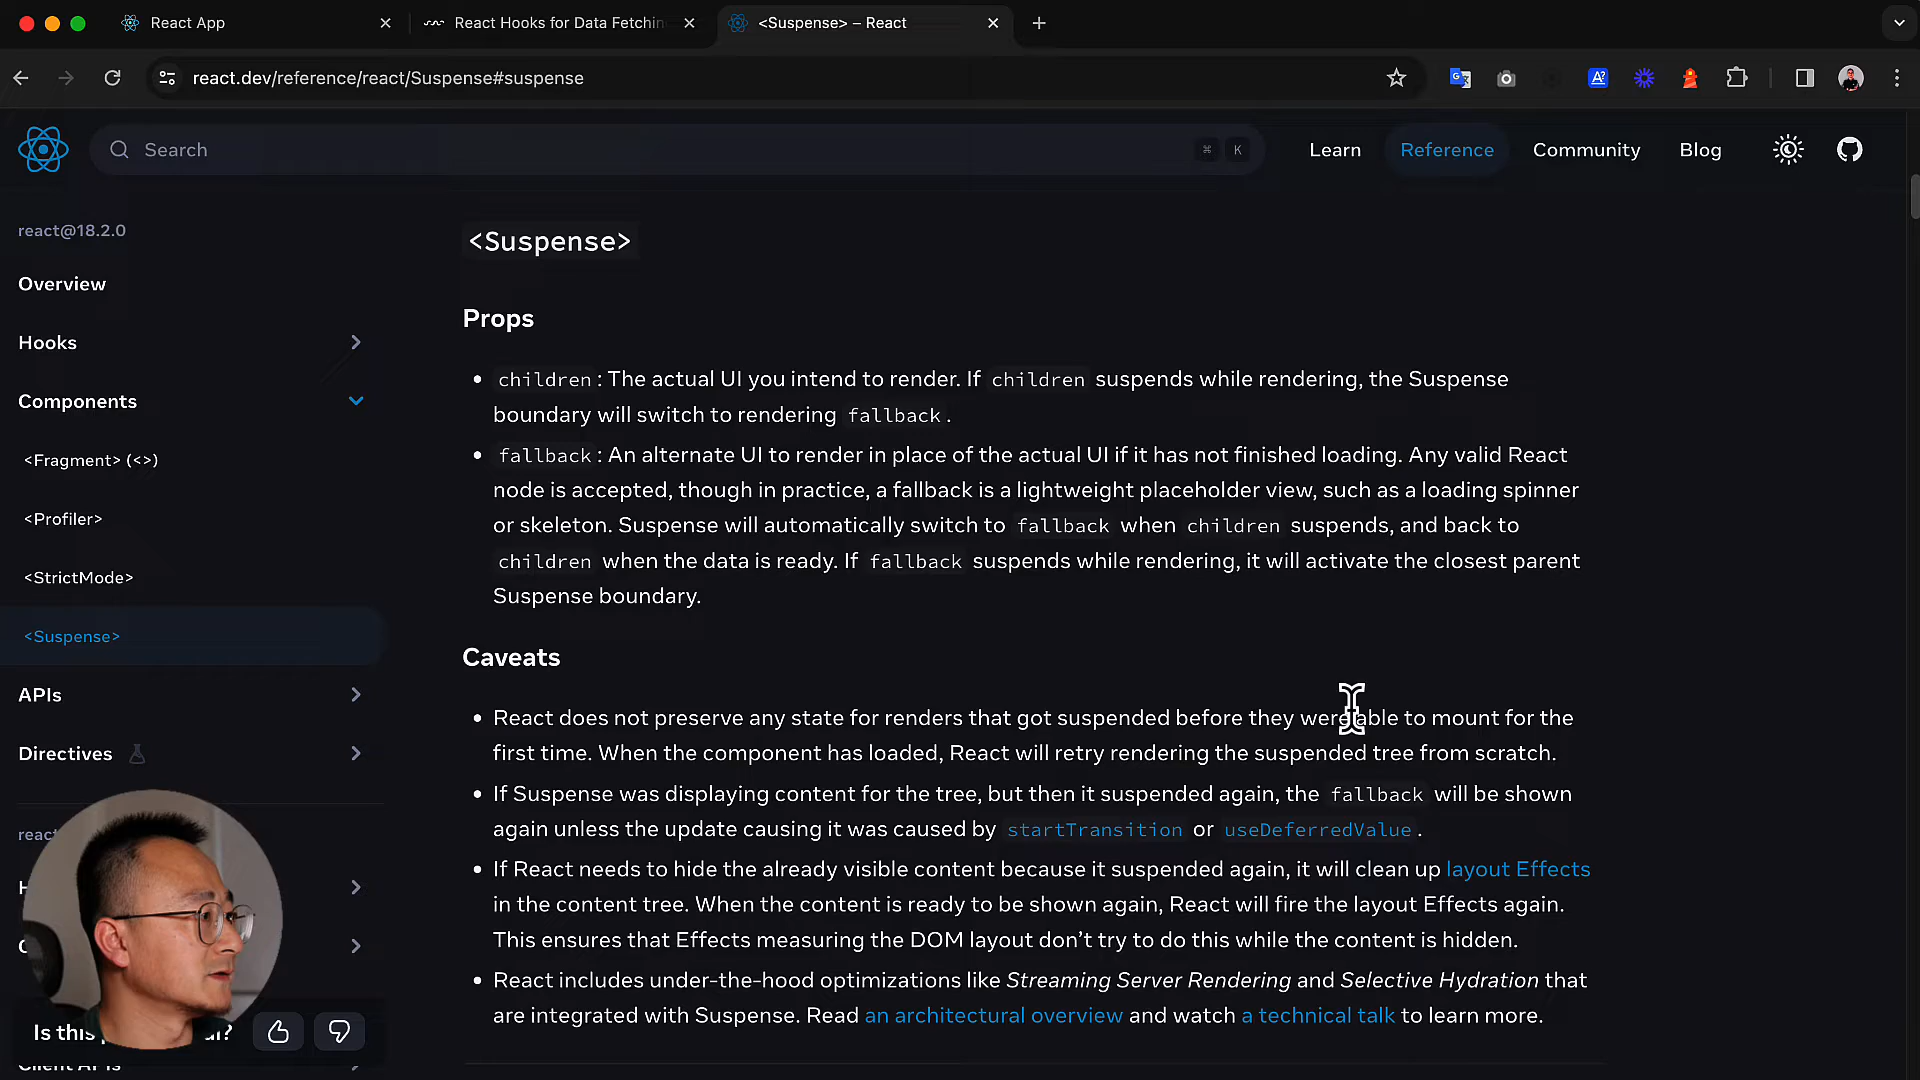 React App
React Hooks for Data Fetchin
<Suspense> – React
react.dev/reference/react/Suspense#suspense
Search
⌘ K
Learn
Reference
Community
Blog
react@18.2.0
Overview
Hooks
Components
<Fragment> (<>)
<Profiler>
<StrictMode>
<Suspense>
APIs
Directives
reac
Is this
Client APIs
<Suspense>
Props
children: The actual UI you intend to render. If children suspends while rendering, the Suspense
boundary will switch to rendering fallback.
fallback: An alternate UI to render in place of the actual UI if it has not finished loading. Any valid React
node is accepted, though in practice, a fallback is a lightweight placeholder view, such as a loading spinner
or skeleton. Suspense will automatically switch to fallback when children suspends, and back to
children when the data is ready. If fallback suspends while rendering, it will activate the closest parent
Suspense boundary.
Caveats
React does not preserve any state for renders that got suspended before they were able to mount for the
first time. When the component has loaded, React will retry rendering the suspended tree from scratch.
If Suspense was displaying content for the tree, but then it suspended again, the fallback will be shown
again unless the update causing it was caused by startTransition or useDeferredValue.
If React needs to hide the already visible content because it suspended again, it will clean up layout Effects
in the content tree. When the content is ready to be shown again, React will fire the layout Effects again.
This ensures that Effects measuring the DOM layout don’t try to do this while the content is hidden.
React includes under-the-hood optimizations like Streaming Server Rendering and Selective Hydration that
are integrated with Suspense. Read an architectural overview and watch a technical talk to learn more.